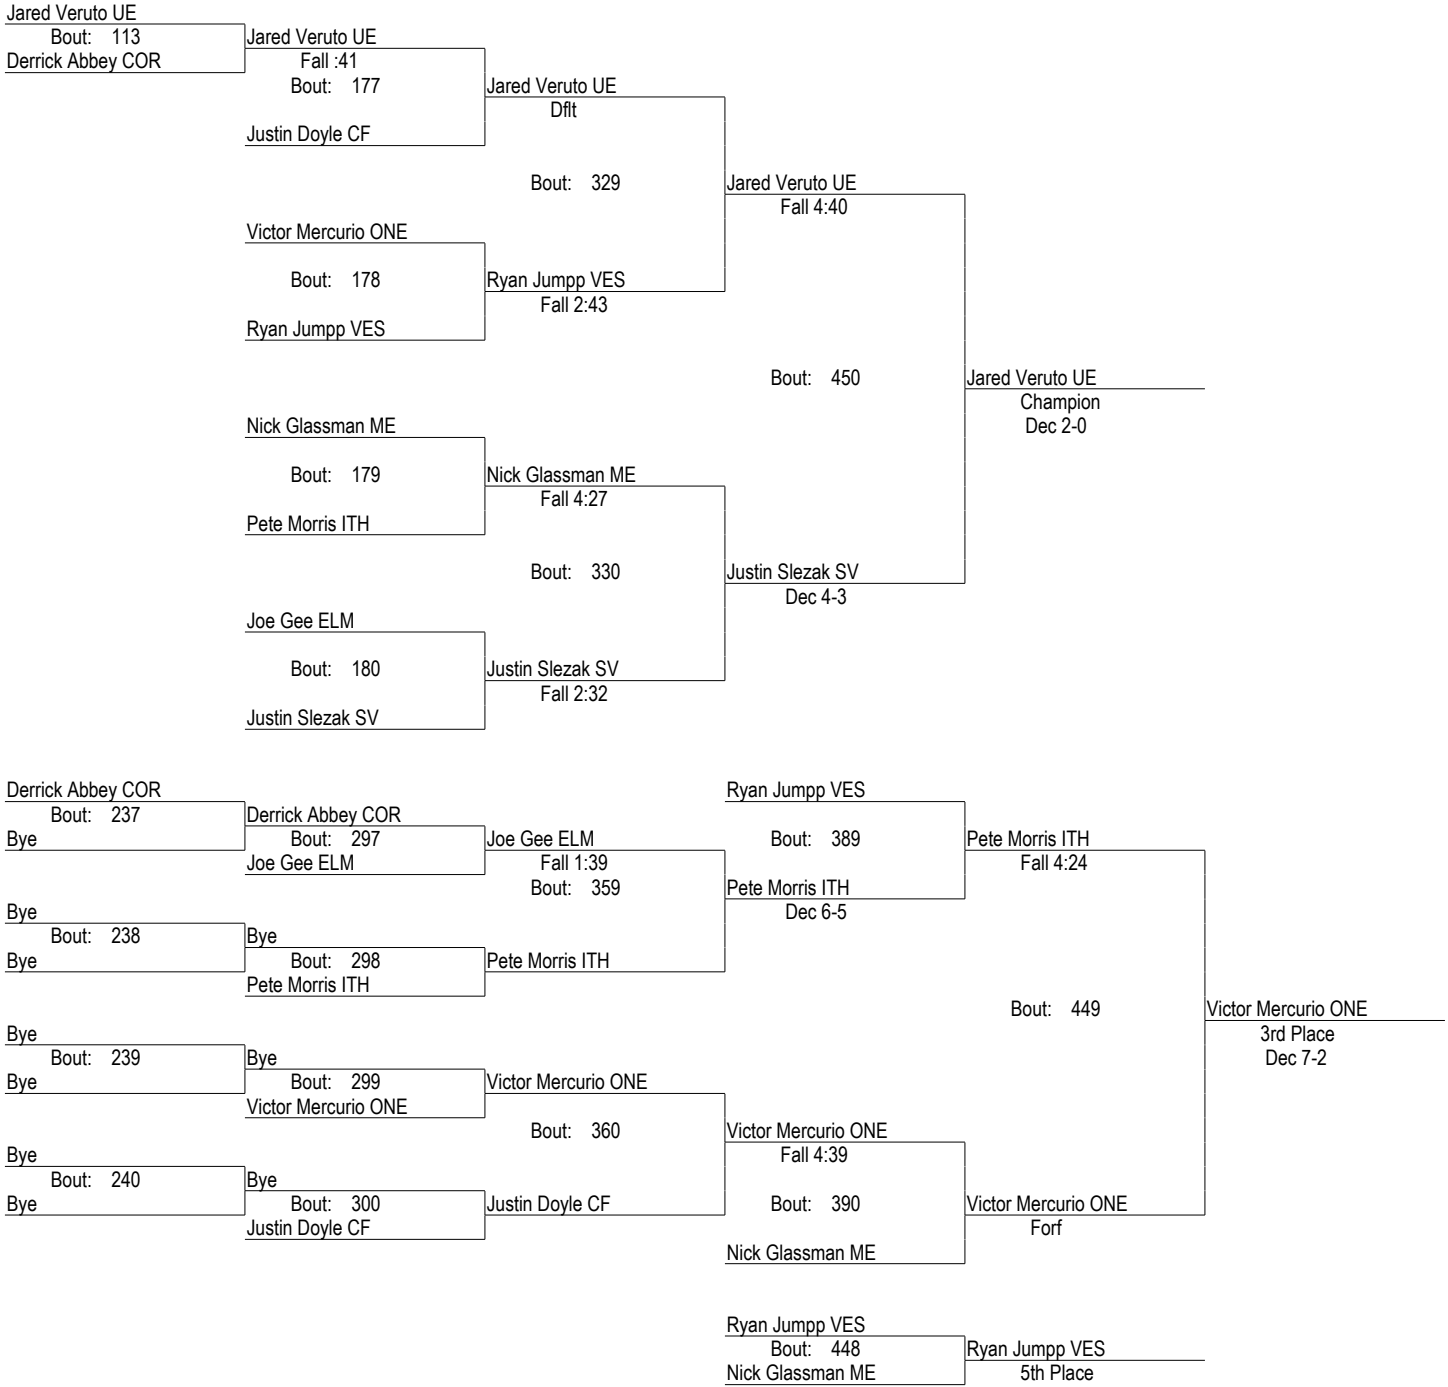 Jared Veruto UE
Bout: 113
Jared Veruto UE
Derrick Abbey COR
Fall :41
Bout: 177
Jared Veruto UE
Dflt
Justin Doyle CF
Bout: 329
Jared Veruto UE
Fall 4:40
Victor Mercurio ONE
Bout: 178
Ryan Jumpp VES
Fall 2:43
Ryan Jumpp VES
Bout: 450
Jared Veruto UE
Champion
Nick Glassman ME
Dec 2-0
Bout: 179
Nick Glassman ME
Fall 4:27
Pete Morris ITH
Bout: 330
Justin Slezak SV
Dec 4-3
Joe Gee ELM
Bout: 180
Justin Slezak SV
Fall 2:32
Justin Slezak SV
Derrick Abbey COR
Ryan Jumpp VES
Bout: 237
Derrick Abbey COR
Bye
Bout: 297
Joe Gee ELM
Bout: 389
Pete Morris ITH
Joe Gee ELM
Fall 1:39
Fall 4:24
Bout: 359
Pete Morris ITH
Bye
Dec 6-5
Bout: 238
Bye
Bye
Bout: 298
Pete Morris ITH
Pete Morris ITH
Bout: 449
Victor Mercurio ONE
Bye
3rd Place
Bout: 239
Bye
Dec 7-2
Bye
Bout: 299
Victor Mercurio ONE
Victor Mercurio ONE
Bout: 360
Victor Mercurio ONE
Bye
Fall 4:39
Bout: 240
Bye
Bye
Bout: 300
Justin Doyle CF
Bout: 390
Victor Mercurio ONE
Justin Doyle CF
Forf
Nick Glassman ME
Ryan Jumpp VES
Bout: 448
Ryan Jumpp VES
Nick Glassman ME
5th Place